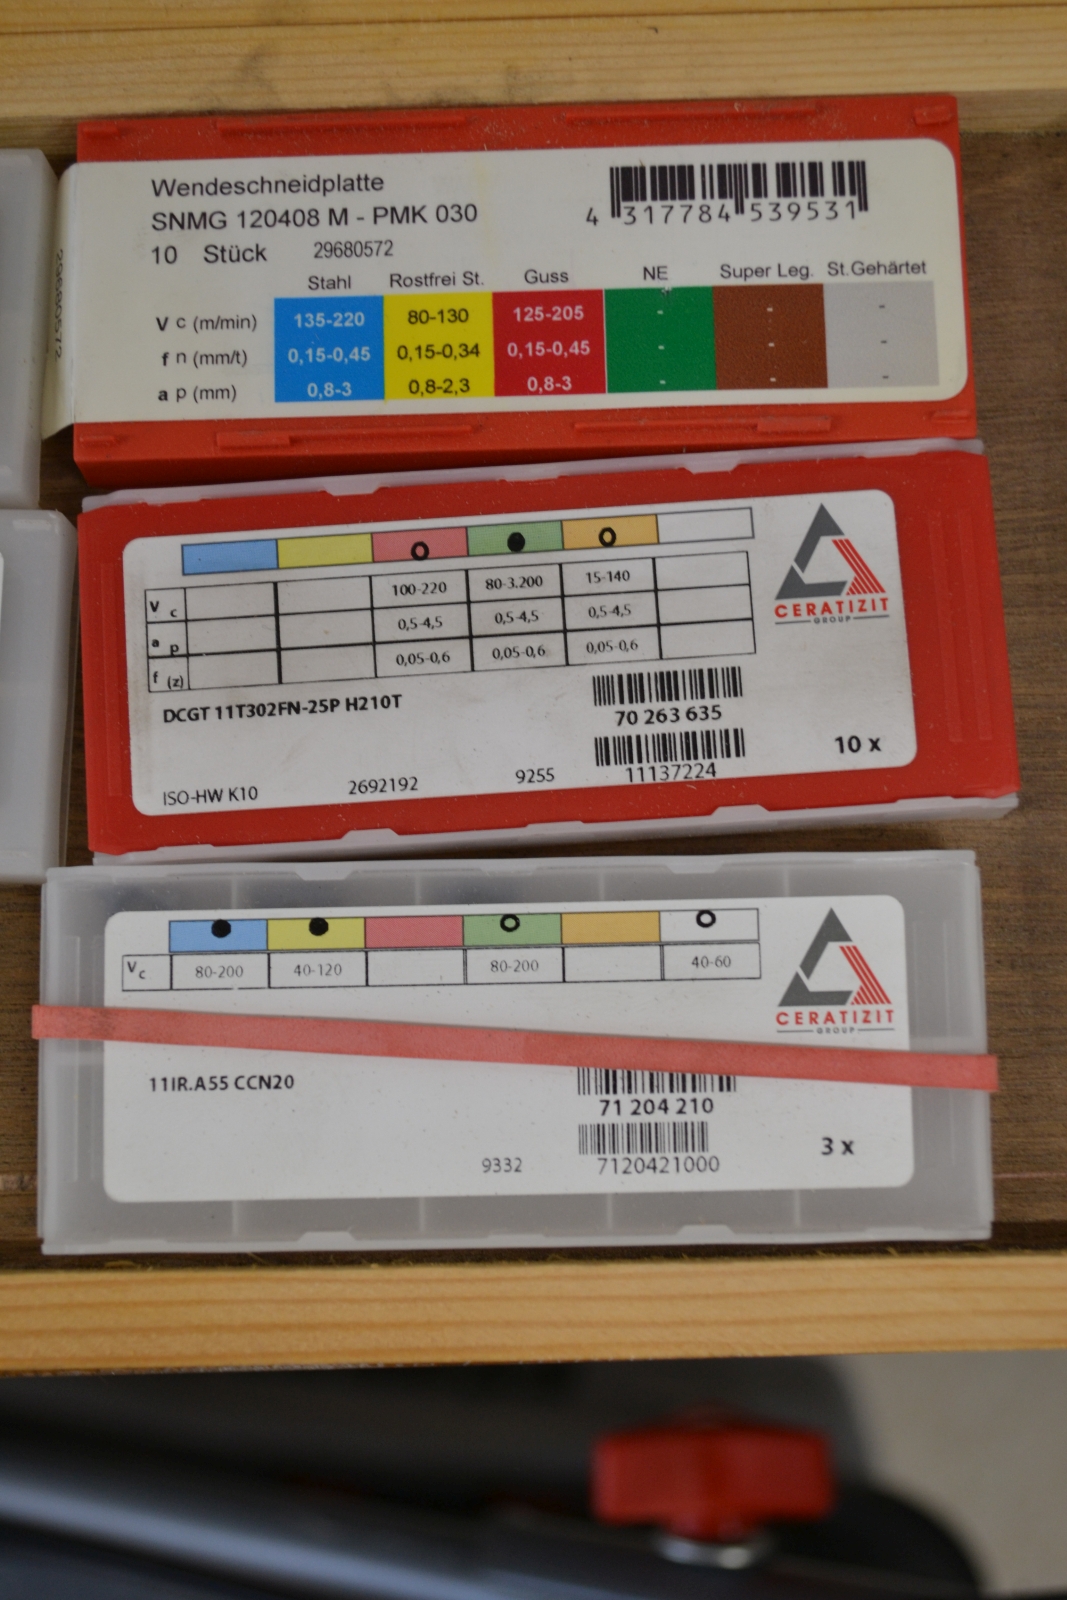 Wendeschneidplatte
SNMG 120408 M - PMK 030
10 Stück 29680572
4 317784 539531
29680572
Stahl Rostfrei St. Guss NE Super Leg. St.Gehärtet
V c (m/min) 135-220 80-130 125-205 - - -
f n (mm/t) 0,15-0,45 0,15-0,34 0,15-0,45 - - -
a p (mm) 0,8-3 0,8-2,3 0,8-3 - - -
V c 100-220 80-3.200 15-140
a p 0,5-4,5 0,5-4,5 0,5-4,5
f (z) 0,05-0,6 0,05-0,6 0,05-0,6
CERATIZIT
GROUP
DCGT 11T302FN-25P H210T
70 263 635
10 x
ISO-HW K10 2692192 9255 11137224
Vc 80-200 40-120 80-200 40-60
CERATIZIT
GROUP
11IR.A55 CCN20
71 204 210
3 x
9332 7120421000